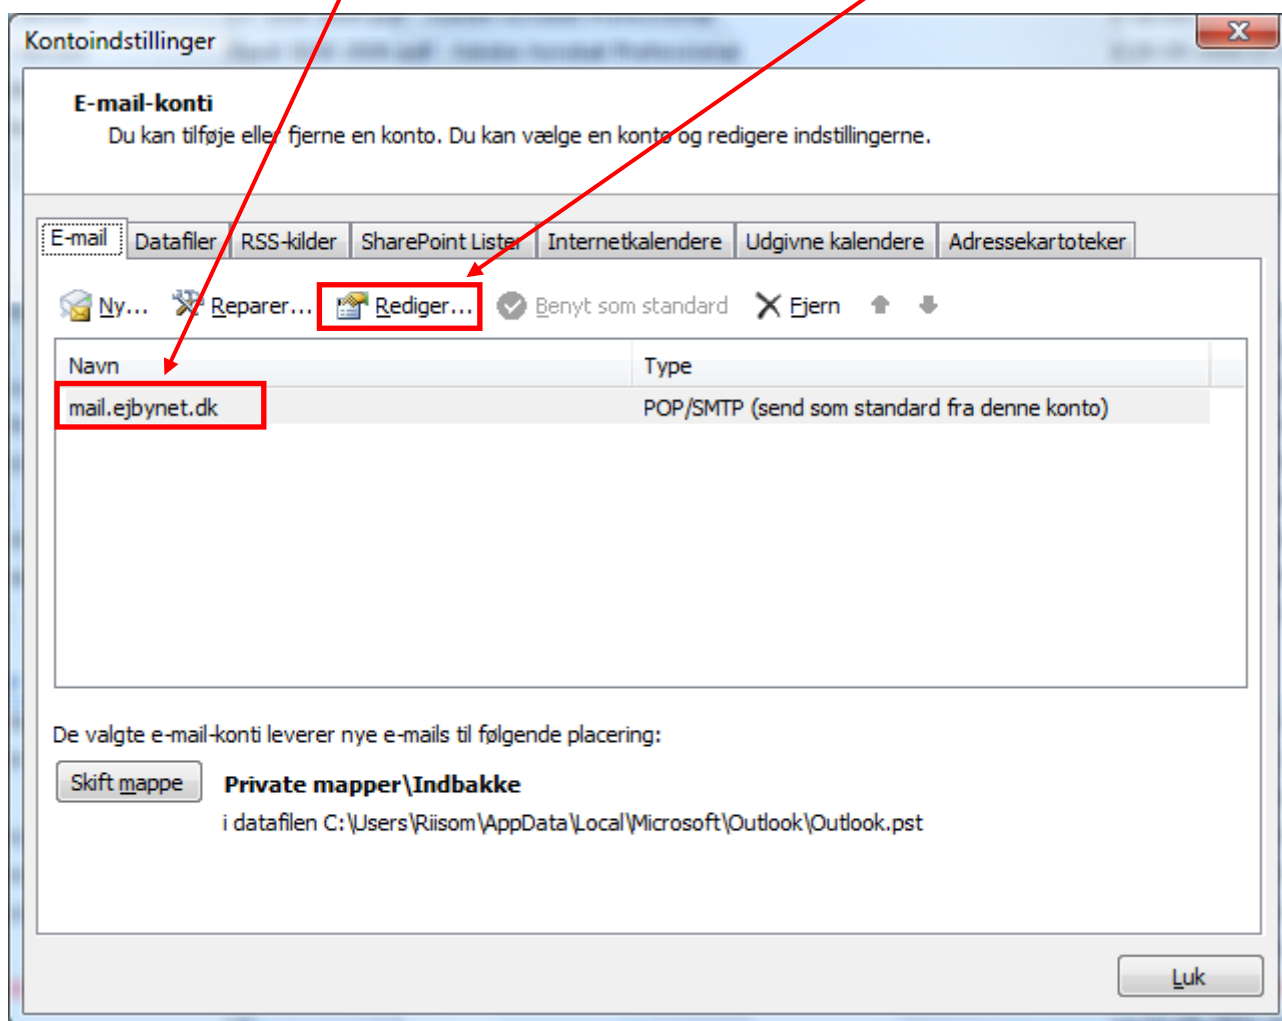 Kontoindstillinger
E-mail-konti
Du kan tilføje eller fjerne en konto. Du kan vælge en konto og redigere indstillingerne.
E-mail Datafiler RSS-kilder SharePoint Lister Internetkalendere Udgivne kalendere Adressekartoteker
Ny... Reparer... Rediger... Benyt som standard Fjern
Navn Type
mail.ejbynet.dk POP/SMTP (send som standard fra denne konto)
De valgte e-mail-konti leverer nye e-mails til følgende placering:
Skift mappe Private mapper\Indbakke
i datafilen C:\Users\Riisom\AppData\Local\Microsoft\Outlook\Outlook.pst
Luk